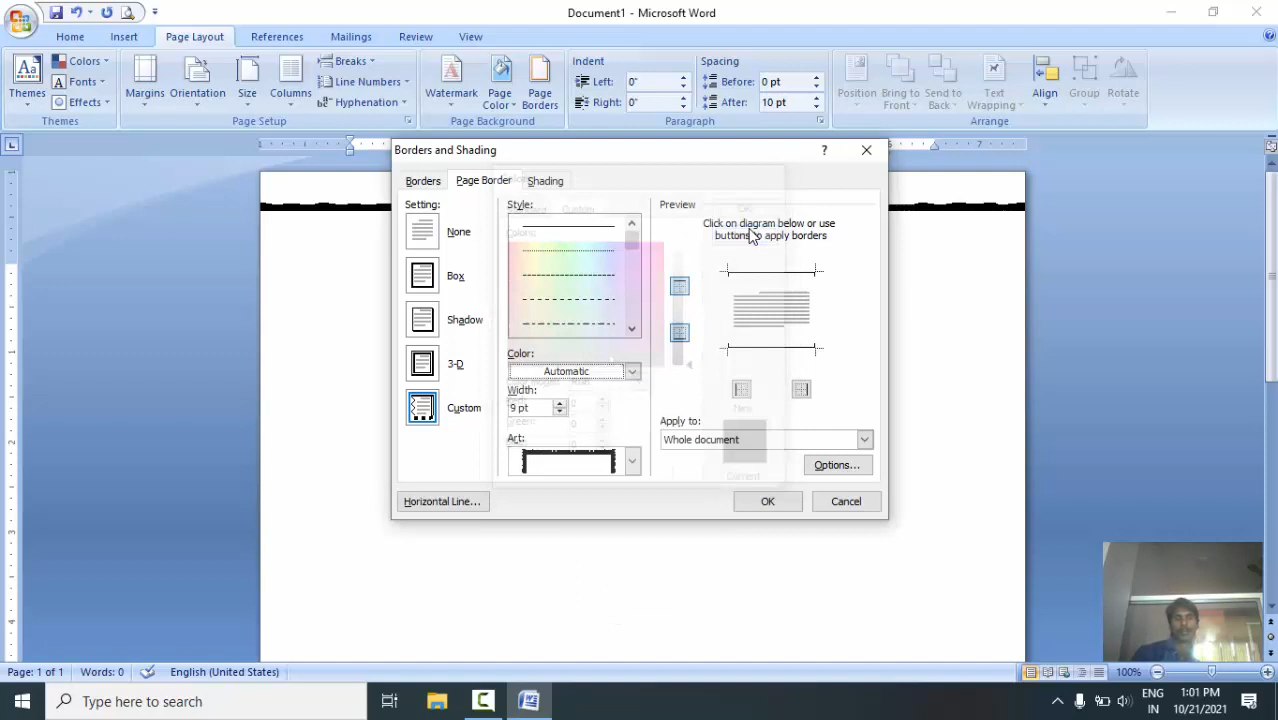 Document1 - Microsoft Word
Home Insert Page Layout References Mailings Review View
Themes
Colors
Fonts
Effects
Themes
Margins
Orientation
Size
Columns
Breaks
Line Numbers
Hyphenation
Page Setup
Watermark
Page Color
Page Borders
Page Background
Indent
Left: 0"
Right: 0"
Spacing
Before: 0 pt
After: 10 pt
Paragraph
Position
Bring to Front
Send to Back
Text Wrapping
Align
Group
Rotate
Arrange
Borders and Shading
?
Borders Page Border Shading
Setting:
None
Box
Shadow
3-D
Custom
Style:
Color:
Automatic
Width:
9 pt
Art:
Preview
Click on diagram below or use
buttons to apply borders
Apply to:
Whole document
Options...
Horizontal Line...
OK
Cancel
Page: 1 of 1 Words: 0 English (United States) 100%
Type here to search
ENG
IN
1:01 PM
10/21/2021